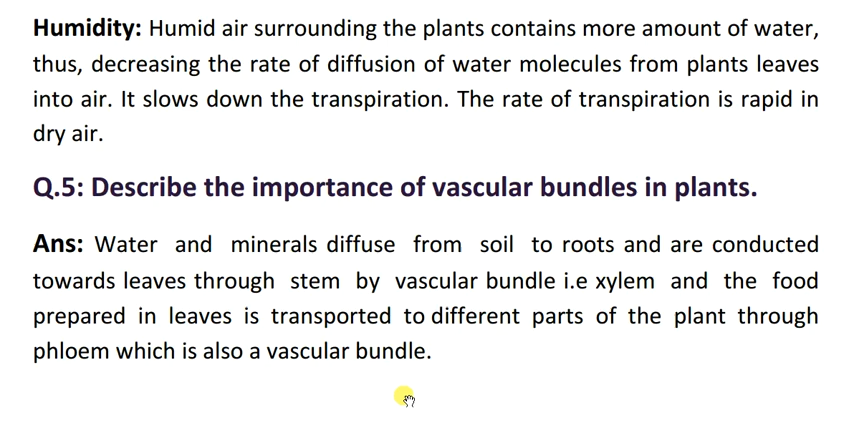 Humidity: Humid air surrounding the plants contains more amount of water,
thus, decreasing the rate of diffusion of water molecules from plants leaves
into air. It slows down the transpiration. The rate of transpiration is rapid in
dry air.
Q.5: Describe the importance of vascular bundles in plants.
Ans: Water and minerals diffuse from soil to roots and are conducted
towards leaves through stem by vascular bundle i.e xylem and the food
prepared in leaves is transported to different parts of the plant through
phloem which is also a vascular bundle.